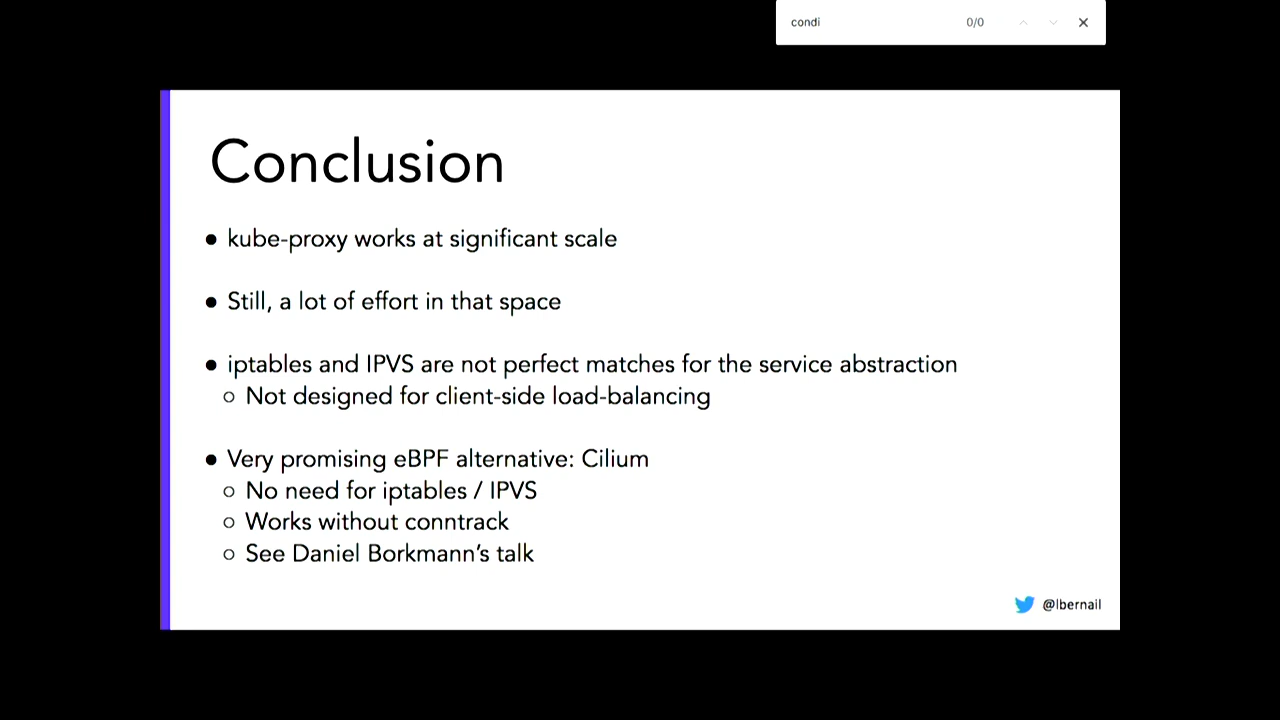 condi 0/0
Conclusion
● kube-proxy works at significant scale
● Still, a lot of effort in that space
● iptables and IPVS are not perfect matches for the service abstraction
○ Not designed for client-side load-balancing
● Very promising eBPF alternative: Cilium
○ No need for iptables / IPVS
○ Works without conntrack
○ See Daniel Borkmann’s talk
@lbernail